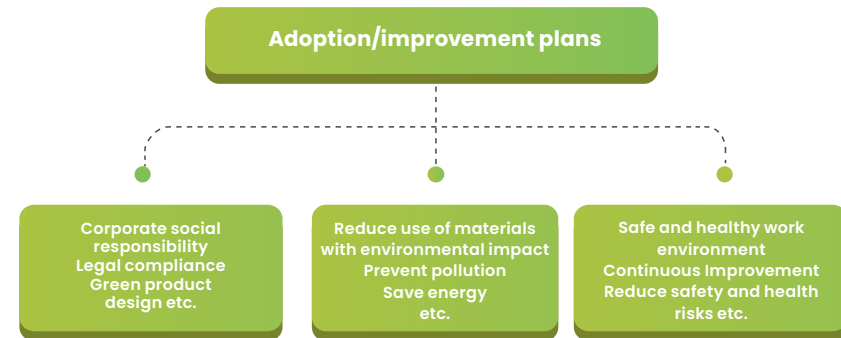 Adoption/improvement plans
Corporate social
responsibility
Legal compliance
Green product
design etc.
Reduce use of materials
with environmental impact
Prevent pollution
Save energy
etc.
Safe and healthy work
environment
Continuous Improvement
Reduce safety and health
risks etc.